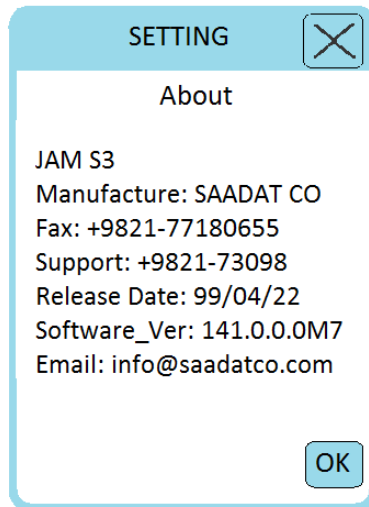 SETTING
About
JAM S3
Manufacture: SAADAT CO
Fax: +9821-77180655
Support: +9821-73098
Release Date: 99/04/22
Software_Ver: 141.0.0.0M7
Email: info@saadatco.com
OK